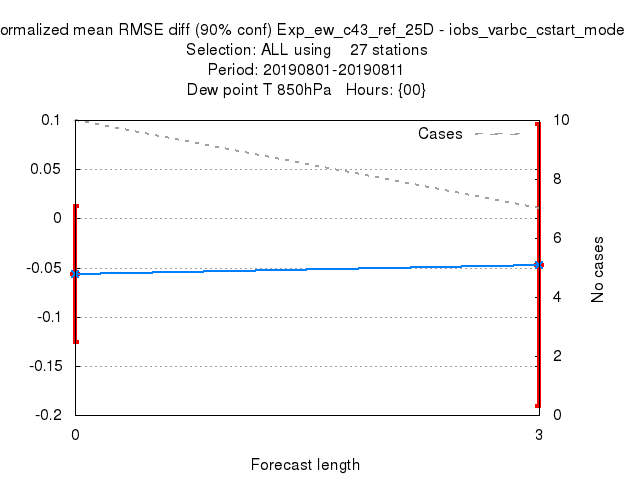 ormalized mean RMSE diff (90% conf) Exp_ew_c43_ref_25D - iobs_varbc_cstart_mode
Selection: ALL using 27 stations
Period: 20190801-20190811
Dew point T 850hPa Hours: {00}
Cases
0.1
0.05
0
-0.05
-0.1
-0.15
-0.2
10
8
6
4
2
0
No cases
0
3
Forecast length